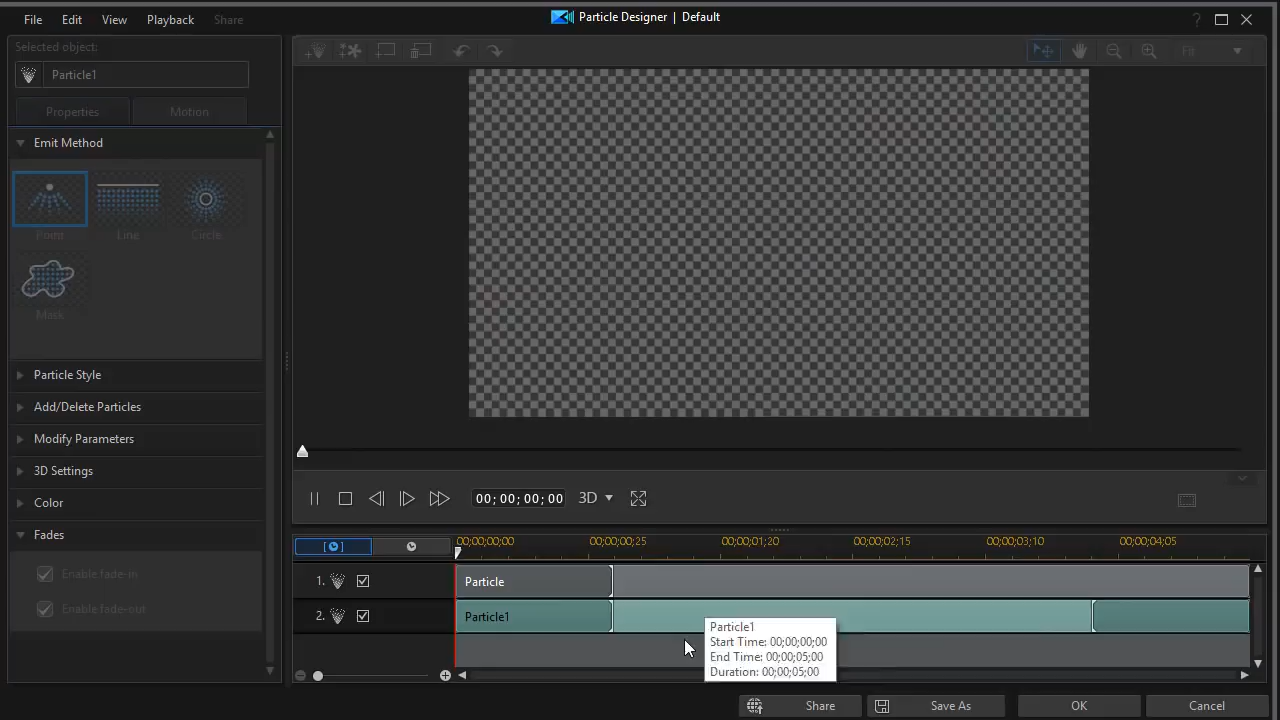 Particle Designer | Default
File Edit View Playback Share
?
Selected object:
Particle1
Fit
Properties Motion
Emit Method
Point Line Circle
Mask
Particle Style
Add/Delete Particles
Modify Parameters
3D Settings
Color
Fades
Enable fade-in
Enable fade-out
00;00;00;00 3D
00;00;00;00 00;00;00;25 00;00;01;20 00;00;02;15 00;00;03;10 00;00;04;05
1. Particle
2. Particle1
Particle1
Start Time: 00;00;00;00
End Time: 00;00;05;00
Duration: 00;00;05;00
Share Save As OK Cancel